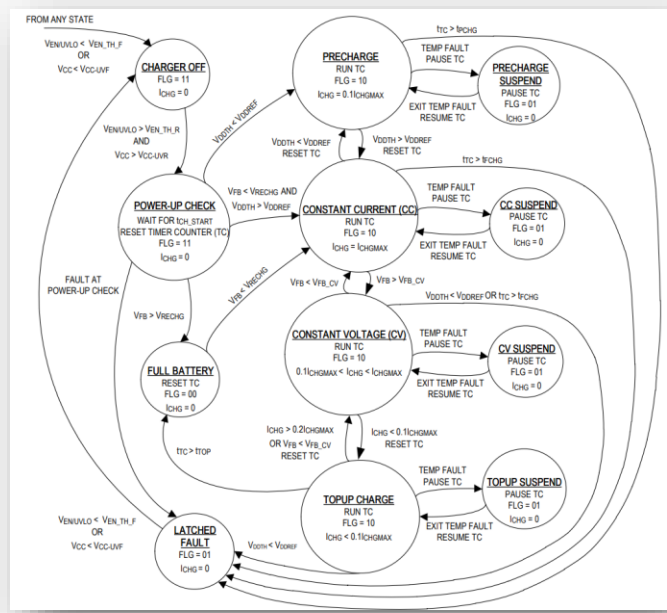 FROM ANY STATE
VEN/UVLO < VEN_TH_F
OR
VCC < VCC-UVF
CHARGER OFF
FLG = 11
ICHG = 0
VEN/UVLO > VEN_TH_R
AND
VCC > VCC-UVR
VDDTH < VDDREF
PRECHARGE
RUN TC
FLG = 10
ICHG = 0.1ICHGMAX
tTC > tPCHG
TEMP FAULT
PAUSE TC
EXIT TEMP FAULT
RESUME TC
PRECHARGE
SUSPEND
PAUSE TC
FLG = 01
ICHG = 0
VDDTH < VDDREF
RESET TC
VDDTH > VDDREF
RESET TC
POWER-UP CHECK
WAIT FOR tCH_START
RESET TIMER COUNTER (TC)
FLG = 11
ICHG = 0
VFB < VRECHG AND
VDDTH > VDDREF
CONSTANT CURRENT (CC)
RUN TC
FLG = 10
ICHG = ICHGMAX
tTC > tFCHG
TEMP FAULT
PAUSE TC
EXIT TEMP FAULT
RESUME TC
CC SUSPEND
PAUSE TC
FLG = 01
ICHG = 0
FAULT AT
POWER-UP CHECK
VFB > VRECHG
VFB < VRECHG
VFB < VFB_CV
VFB > VFB_CV
VDDTH < VDDREF OR tTC > tFCHG
FULL BATTERY
RESET TC
FLG = 00
ICHG = 0
CONSTANT VOLTAGE (CV)
RUN TC
FLG = 10
0.1ICHGMAX < ICHG < ICHGMAX
TEMP FAULT
PAUSE TC
EXIT TEMP FAULT
RESUME TC
CV SUSPEND
PAUSE TC
FLG = 01
ICHG = 0
tTC > tTOP
ICHG > 0.2ICHGMAX
OR VFB < VFB_CV
RESET TC
ICHG < 0.1ICHGMAX
RESET TC
TOPUP CHARGE
RUN TC
FLG = 10
ICHG < 0.1ICHGMAX
TEMP FAULT
PAUSE TC
EXIT TEMP FAULT
RESUME TC
TOPUP SUSPEND
PAUSE TC
FLG = 01
ICHG = 0
VEN/UVLO < VEN_TH_F
OR
VCC < VCC-UVF
LATCHED
FAULT
FLG = 01
ICHG = 0
VDDTH < VDDREF